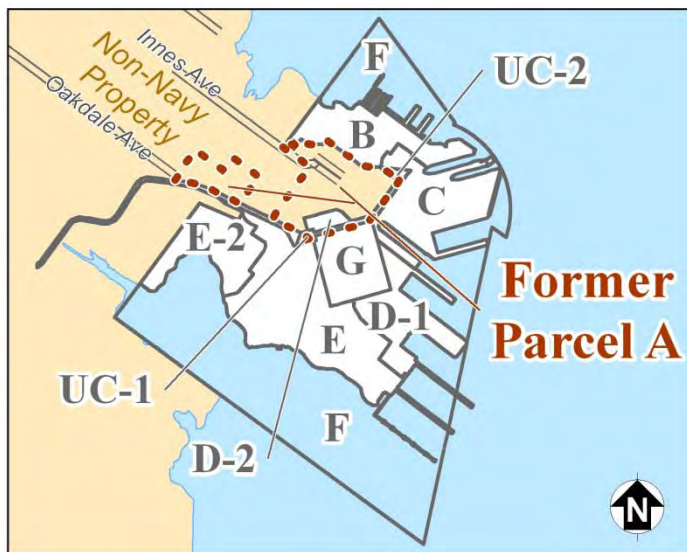 Innes Ave
Non-Navy
Property
Oakdale Ave
F
UC-2
B
C
E-2
G
Former
Parcel A
D-1
E
UC-1
F
D-2
N